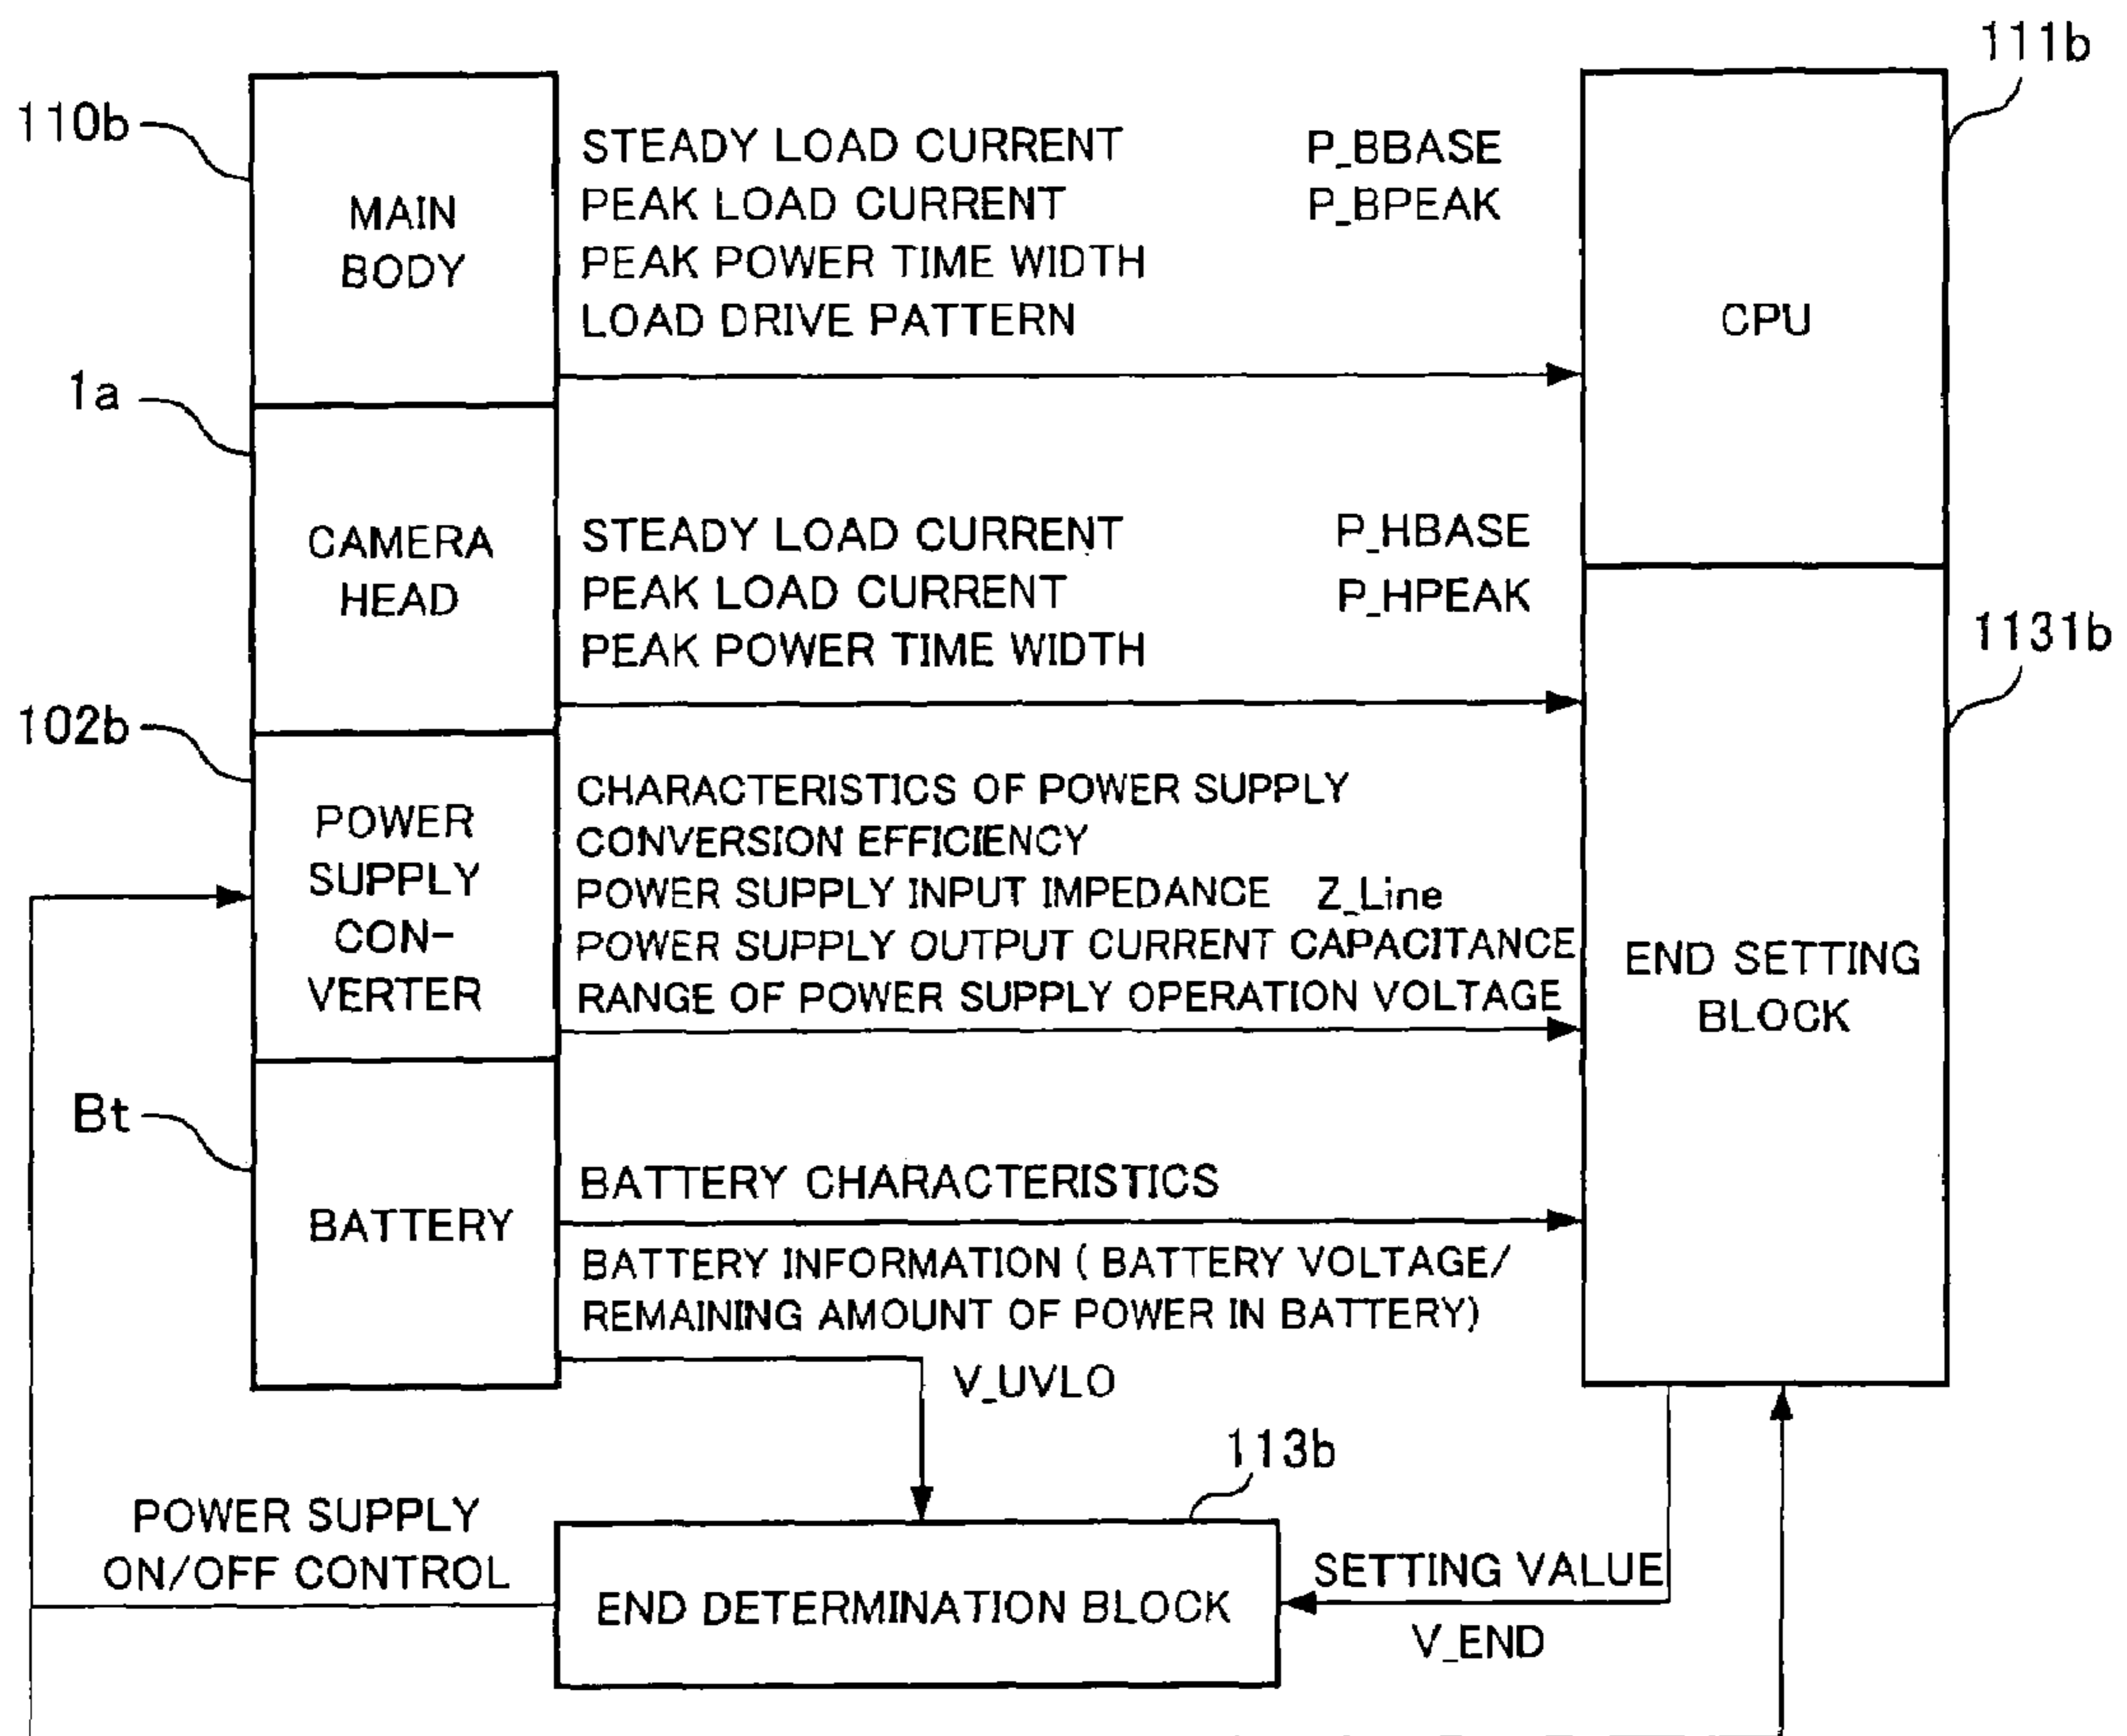 111b
110b
MAIN
BODY
STEADY LOAD CURRENT P_BBASE
PEAK LOAD CURRENT P_BPEAK
PEAK POWER TIME WIDTH
LOAD DRIVE PATTERN
CPU
1a
CAMERA
HEAD
STEADY LOAD CURRENT P_HBASE
PEAK LOAD CURRENT P_HPEAK
PEAK POWER TIME WIDTH
1131b
102b
POWER
SUPPLY
CON-
VERTER
CHARACTERISTICS OF POWER SUPPLY
CONVERSION EFFICIENCY
POWER SUPPLY INPUT IMPEDANCE Z_Line
POWER SUPPLY OUTPUT CURRENT CAPACITANCE
RANGE OF POWER SUPPLY OPERATION VOLTAGE
END SETTING
BLOCK
Bt
BATTERY
BATTERY CHARACTERISTICS
BATTERY INFORMATION ( BATTERY VOLTAGE/
REMAINING AMOUNT OF POWER IN BATTERY)
V_UVLO
113b
POWER SUPPLY
ON/OFF CONTROL
END DETERMINATION BLOCK
SETTING VALUE
V_END